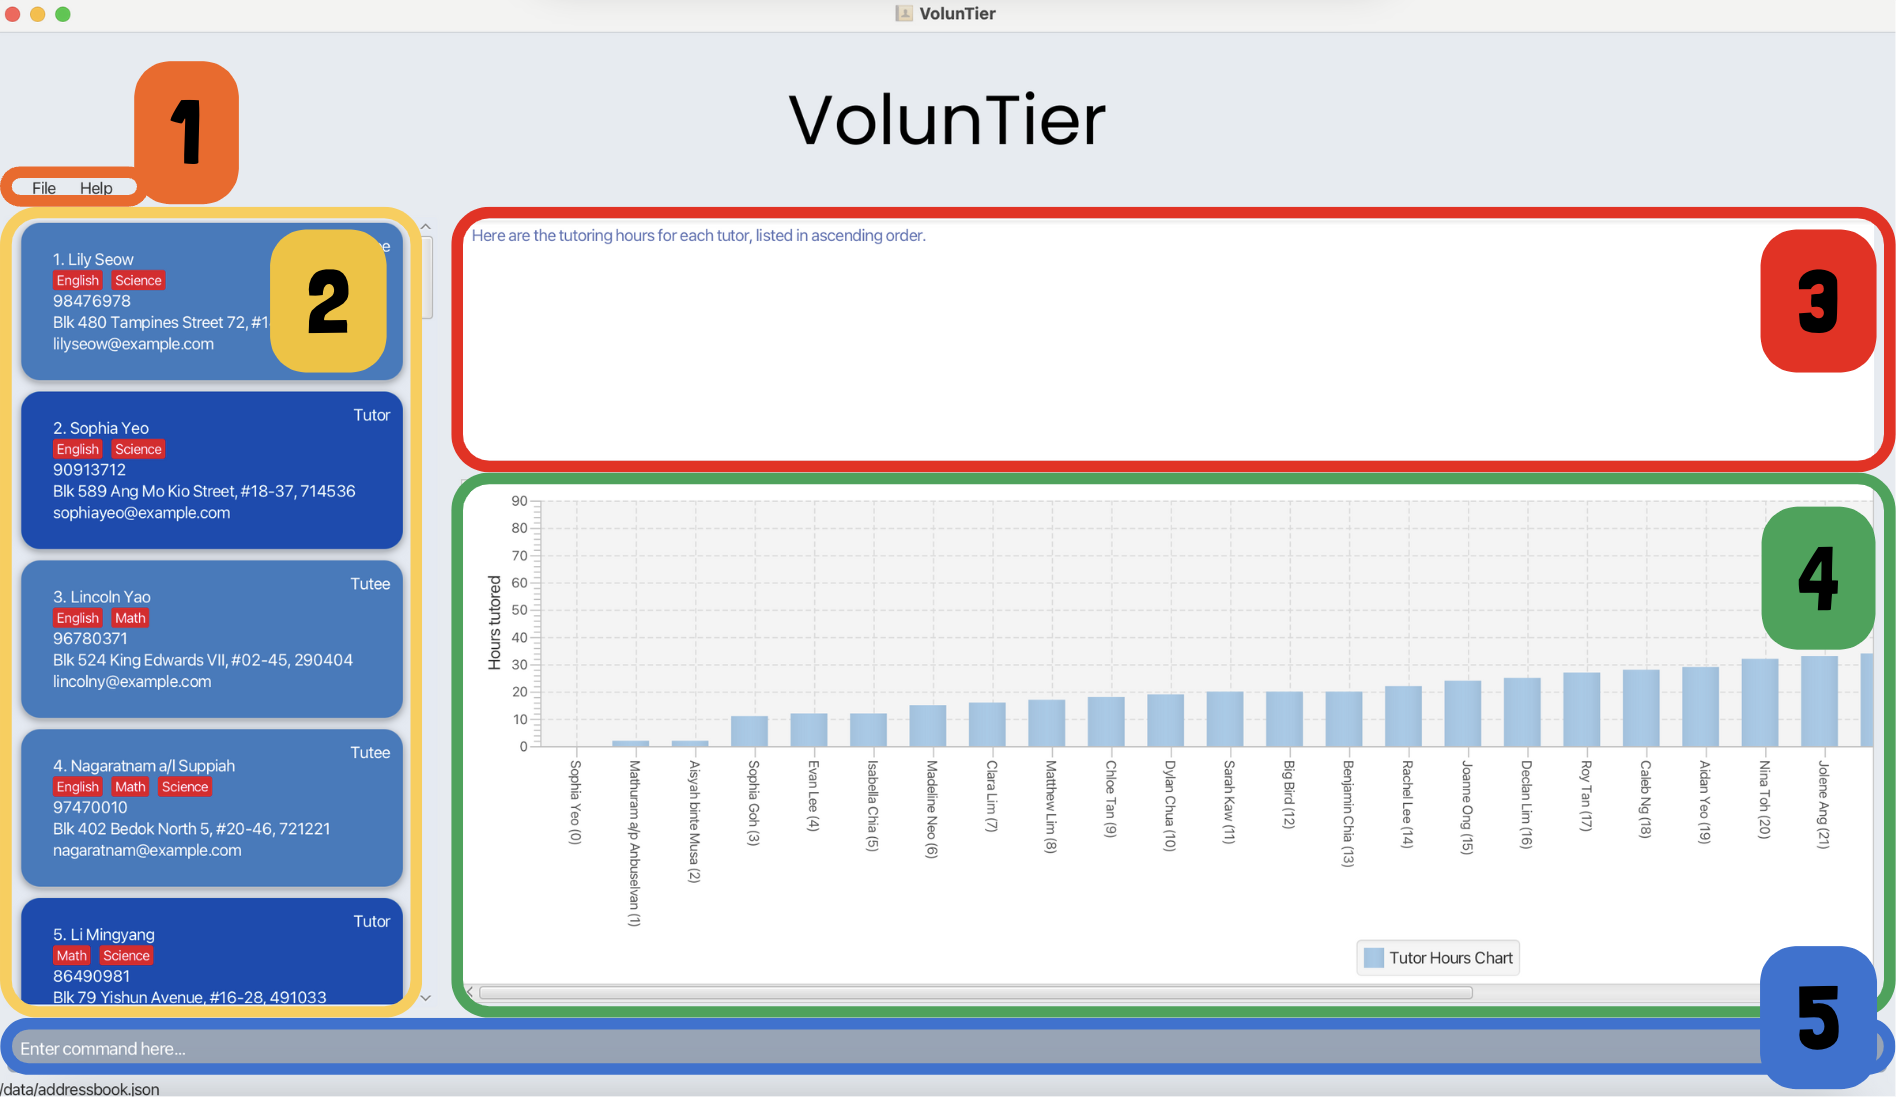 VolunTier
VolunTier
1
File Help
1. Lily Seow
English Science
98476978
Blk 480 Tampines Street 72,
lilyseow@example.com
2
Tutor
2. Sophia Yeo
English Science
90913712
Blk 589 Ang Mo Kio Street, #18-37, 714536
sophiayeo@example.com
Tutee
3. Lincoln Yao
English Math
96780371
Blk 524 King Edwards VII, #02-45, 290404
lincolny@example.com
Tutee
4. Nagaratnam a/l Suppiah
English Math Science
97470010
Blk 402 Bedok North 5, #20-46, 721221
nagaratnam@example.com
Tutor
5. Li Mingyang
Math Science
86490981
Blk 79 Yishun Avenue, #16-28, 491033
Here are the tutoring hours for each tutor, listed in ascending order.
3
4
Hours tutored
90
80
70
60
50
40
30
20
10
0
Sophia Yeo (0)
Mathuram a/p Anbuselvan (1)
Aisyah binte Musa (2)
Sophia Goh (3)
Evan Lee (4)
Isabella Chia (5)
Madeline Neo (6)
Clara Lim (7)
Matthew Lim (8)
Chloe Tan (9)
Dylan Chua (10)
Sarah Kaw (11)
Big Bird (12)
Benjamin Chia (13)
Rachel Lee (14)
Joanne Ong (15)
Declan Lim (16)
Roy Tan (17)
Caleb Ng (18)
Aidan Yeo (19)
Nina Toh (20)
Jolene Ang (21)
Tutor Hours Chart
5
Enter command here...
/data/addressbook.json